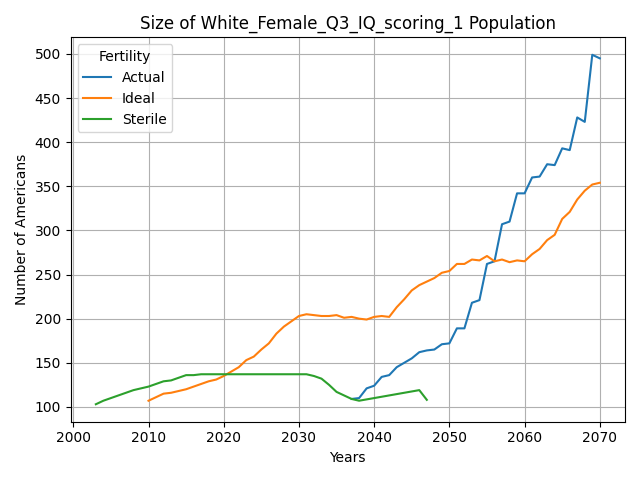 Size of White_Female_Q3_IQ_scoring_1 Population
Fertility
Actual
Ideal
Sterile
500
450
400
350
300
250
200
150
100
Number of Americans
2000 2010 2020 2030 2040 2050 2060 2070
Years